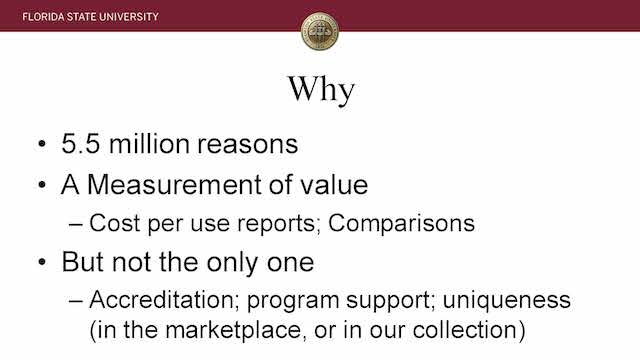 FLORIDA STATE UNIVERSITY
Why
• 5.5 million reasons
• A Measurement of value
– Cost per use reports; Comparisons
• But not the only one
– Accreditation; program support; uniqueness
(in the marketplace, or in our collection)